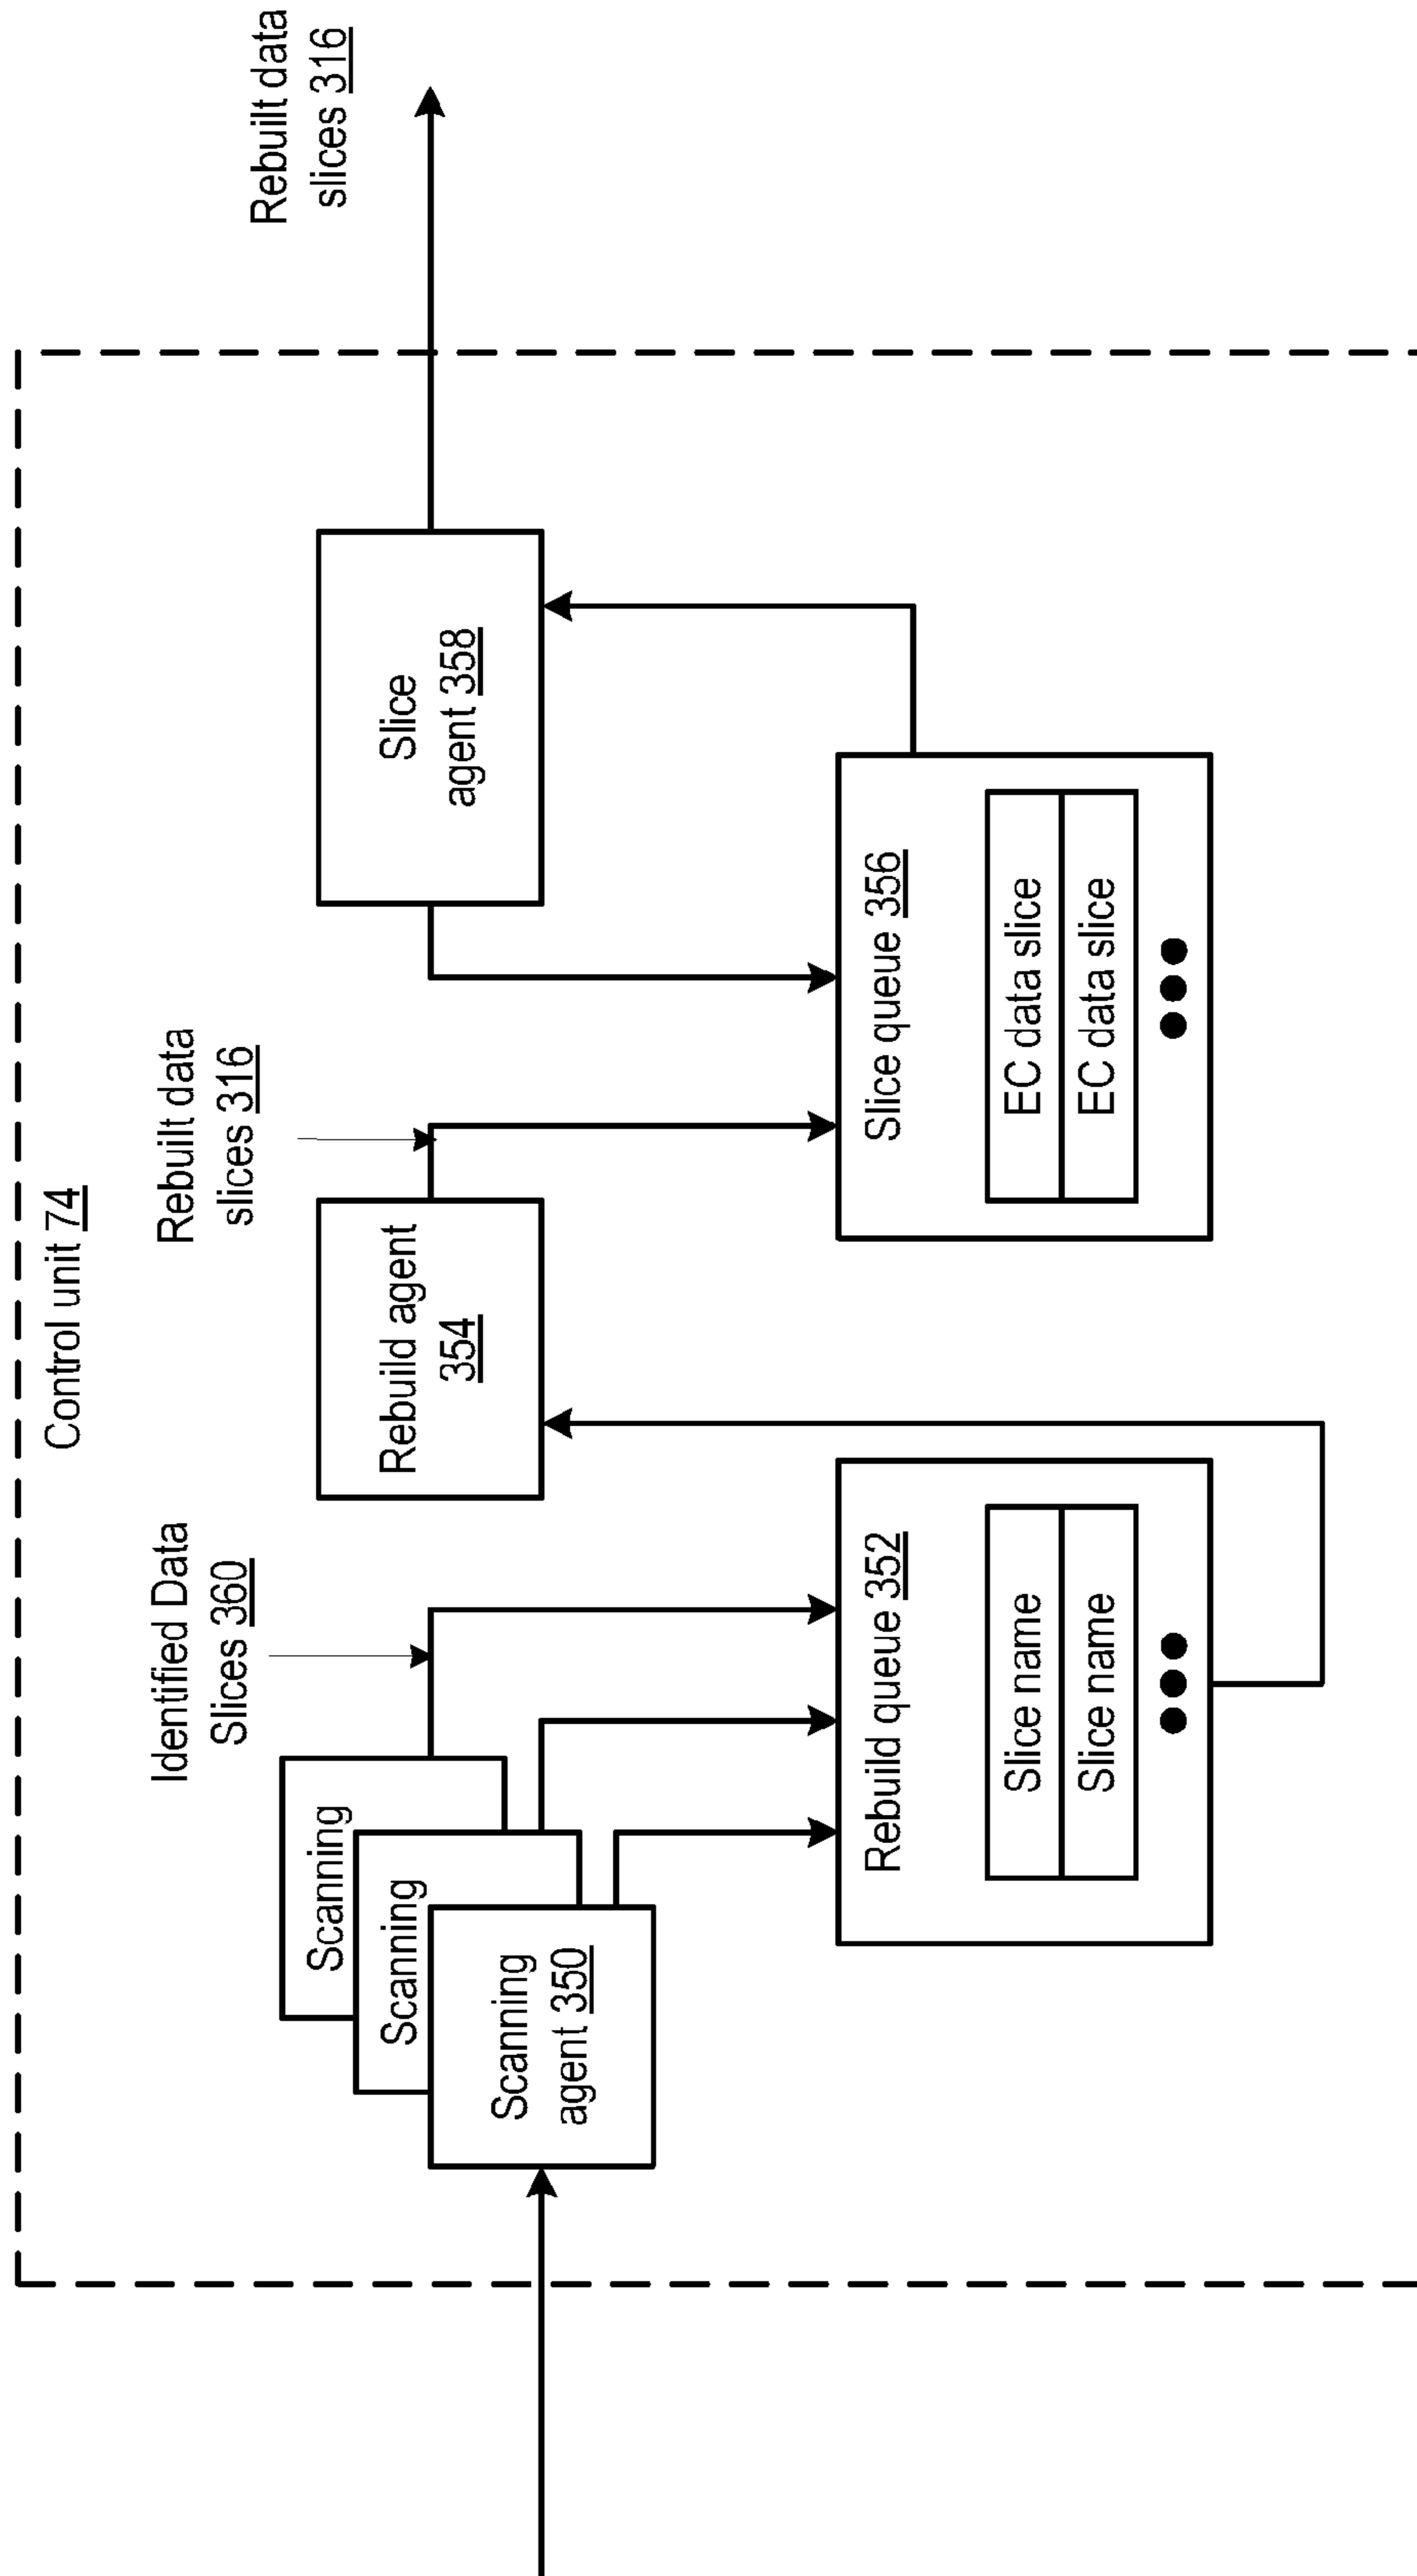 Control unit 74
Identified Data
Slices 360
Rebuilt data
slices 316
Rebuilt data
slices 316
Scanning
Scanning
Scanning
agent 350
Rebuild agent
354
Slice
agent 358
Rebuild queue 352
Slice name
Slice name
Slice queue 356
EC data slice
EC data slice